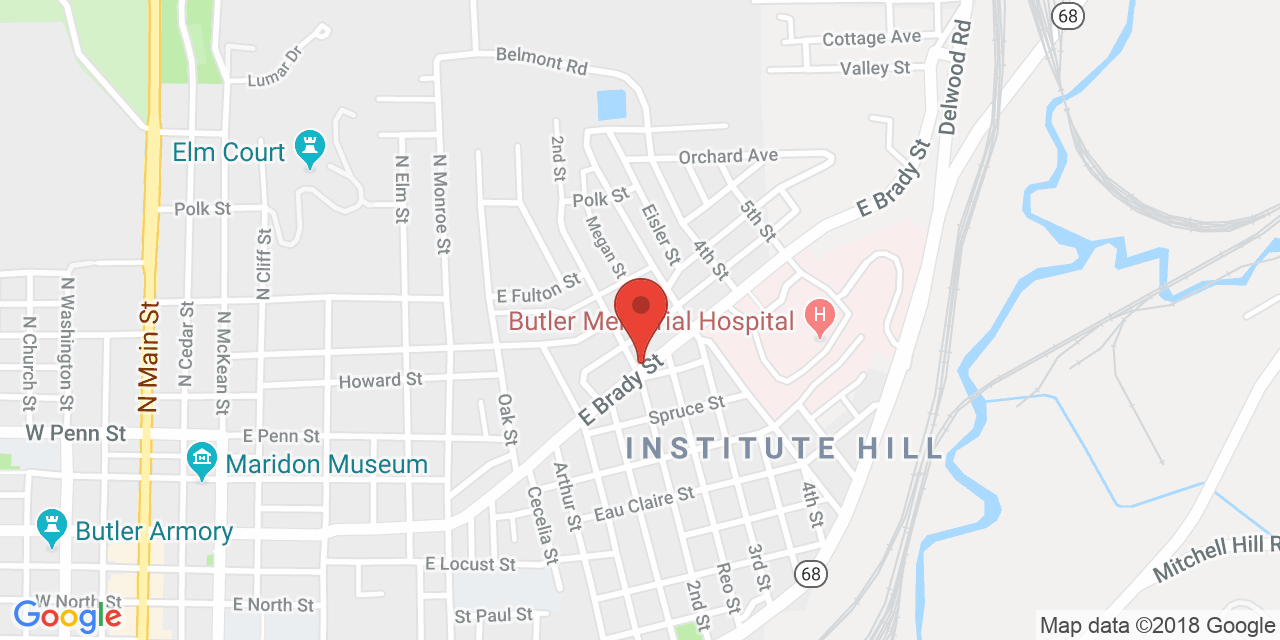 68
Cottage Ave
Valley St
Delwood Rd
Lumar Dr
Belmont Rd
Elm Court
2nd St
Orchard Ave
N Elm St
N Monroe St
Polk St
Polk St
Eisler St
5th St
E Brady St
N Cliff St
Megan St
4th St
N Washington St
N Church St
N Main St
N Cedar St
N McKean St
E Fulton St
Butler Memorial Hospital
H
Howard St
E Brady St
Oak St
Spruce St
W Penn St
E Penn St
INSTITUTE HILL
Maridon Museum
Arthur St
Cecelia St
Eau Claire St
4th St
Butler Armory
E Locust St
3rd St
Reo St
2nd St
68
Mitchell Hill R
W North St
E North St
St Paul St
Google
Map data ©2018 Google